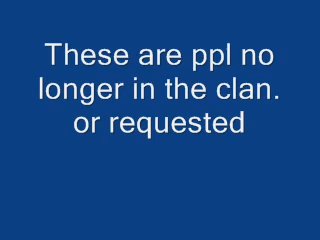 These are ppl no
longer in the clan.
or requested